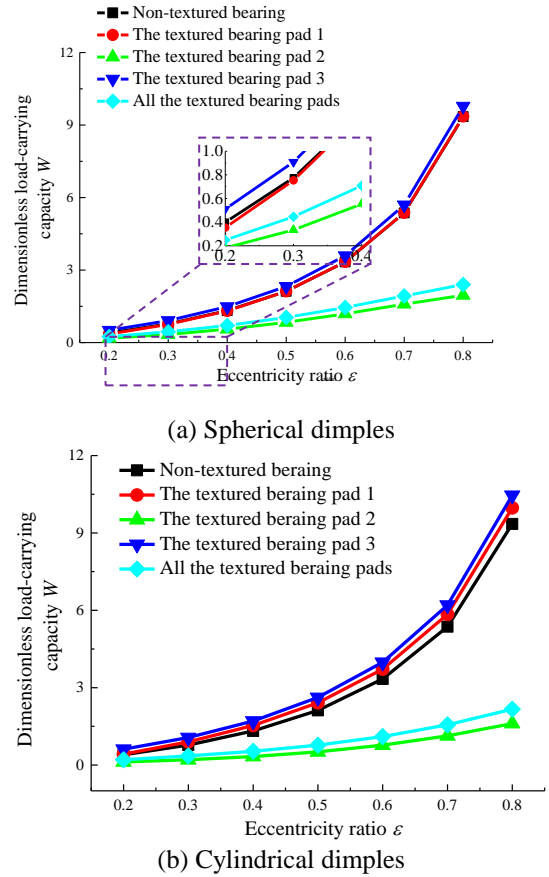 Non-textured bearing
The textured bearing pad 1
The textured bearing pad 2
The textured bearing pad 3
All the textured bearing pads
Dimensionless load-carrying
capacity W
12
9
6
3
0
1.0
0.8
0.6
0.4
0.2
0.2 0.3 0.4
0.2 0.3 0.4 0.5 0.6 0.7 0.8
Eccentricity ratio ε
(a) Spherical dimples
Non-textured beraing
The textured beraing pad 1
The textured beraing pad 2
The textured beraing pad 3
All the textured beraing pads
Dimensionless load-carrying
capacity W
12
9
6
3
0
0.2 0.3 0.4 0.5 0.6 0.7 0.8
Eccentricity ratio ε
(b) Cylindrical dimples